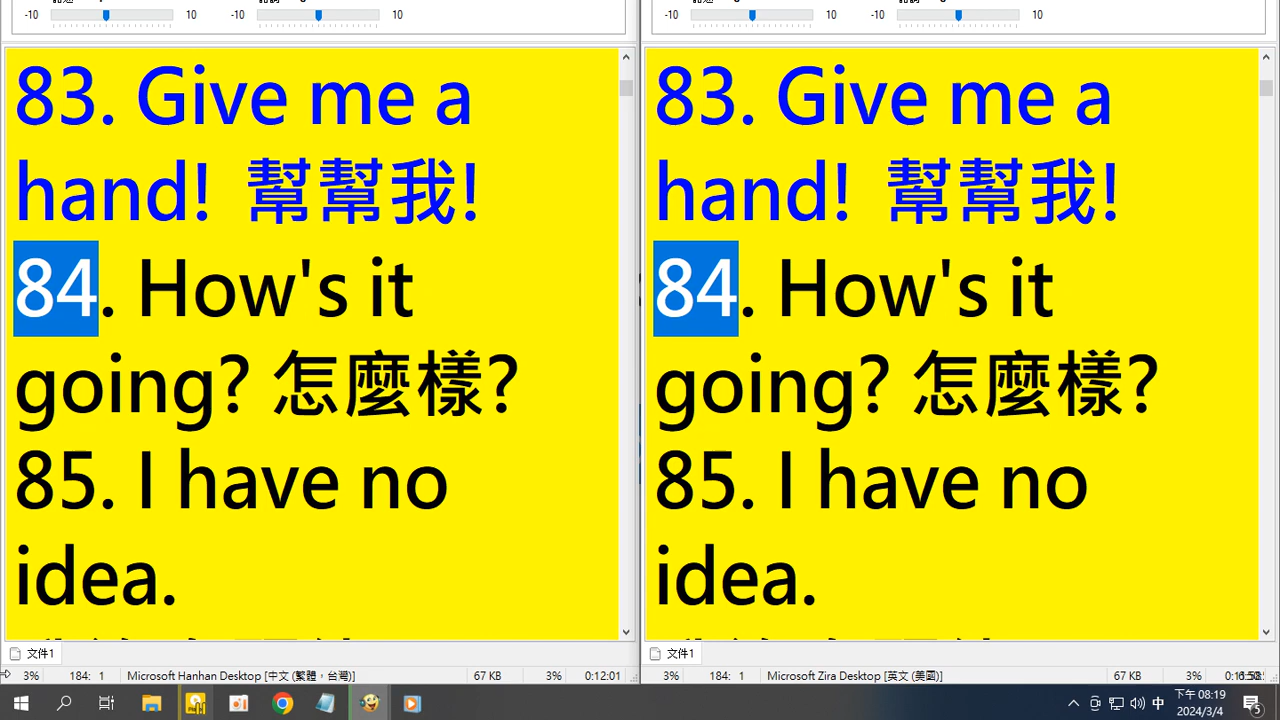 -10 10 -10 10
83. Give me a
hand! 幫幫我!
84. How's it
going? 怎麼樣?
85. I have no
idea.
文件1
3% 184: 1 Microsoft Hanhan Desktop [中文 (繁體，台灣)] 67 KB 3% 0:12:01
-10 10 -10 10
83. Give me a
hand! 幫幫我!
84. How's it
going? 怎麼樣?
85. I have no
idea.
文件1
3% 184: 1 Microsoft Zira Desktop [英文 (美國)] 67 KB 3%
中 下午 08:19
2024/3/4
5